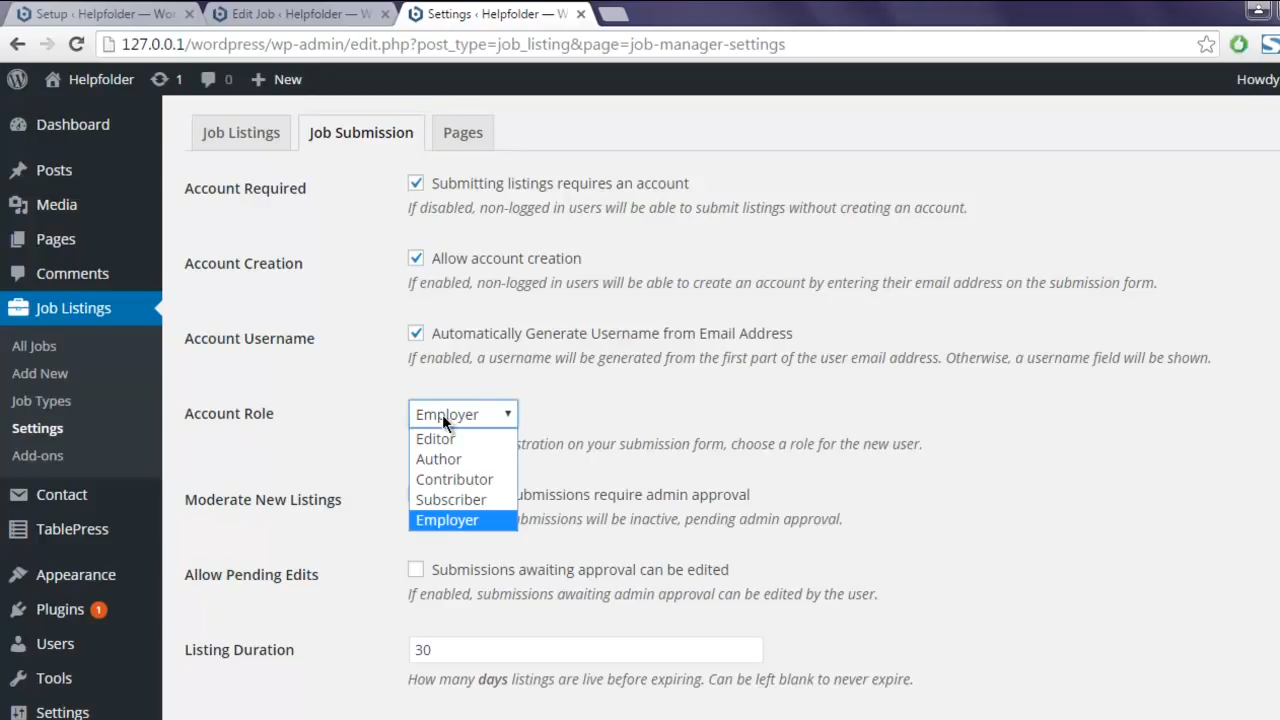 Setup ‹ Helpfolder — Wor
Edit Job ‹ Helpfolder — W
Settings ‹ Helpfolder — W
127.0.0.1/wordpress/wp-admin/edit.php?post_type=job_listing&page=job-manager-settings
Helpfolder 1 0 New Howdy
Dashboard
Posts
Media
Pages
Comments
Job Listings
All Jobs
Add New
Job Types
Settings
Add-ons
Contact
TablePress
Appearance
Plugins 1
Users
Tools
Settings
Job Listings Job Submission Pages
Account Required Submitting listings requires an account
If disabled, non-logged in users will be able to submit listings without creating an account.
Account Creation Allow account creation
If enabled, non-logged in users will be able to create an account by entering their email address on the submission form.
Account Username Automatically Generate Username from Email Address
If enabled, a username will be generated from the first part of the user email address. Otherwise, a username field will be shown.
Account Role Employer
Editor
Author
Contributor
Subscriber
Employer
stration on your submission form, choose a role for the new user.
Moderate New Listings ubmissions require admin approval
ubmissions will be inactive, pending admin approval.
Allow Pending Edits Submissions awaiting approval can be edited
If enabled, submissions awaiting admin approval can be edited by the user.
Listing Duration 30
How many days listings are live before expiring. Can be left blank to never expire.